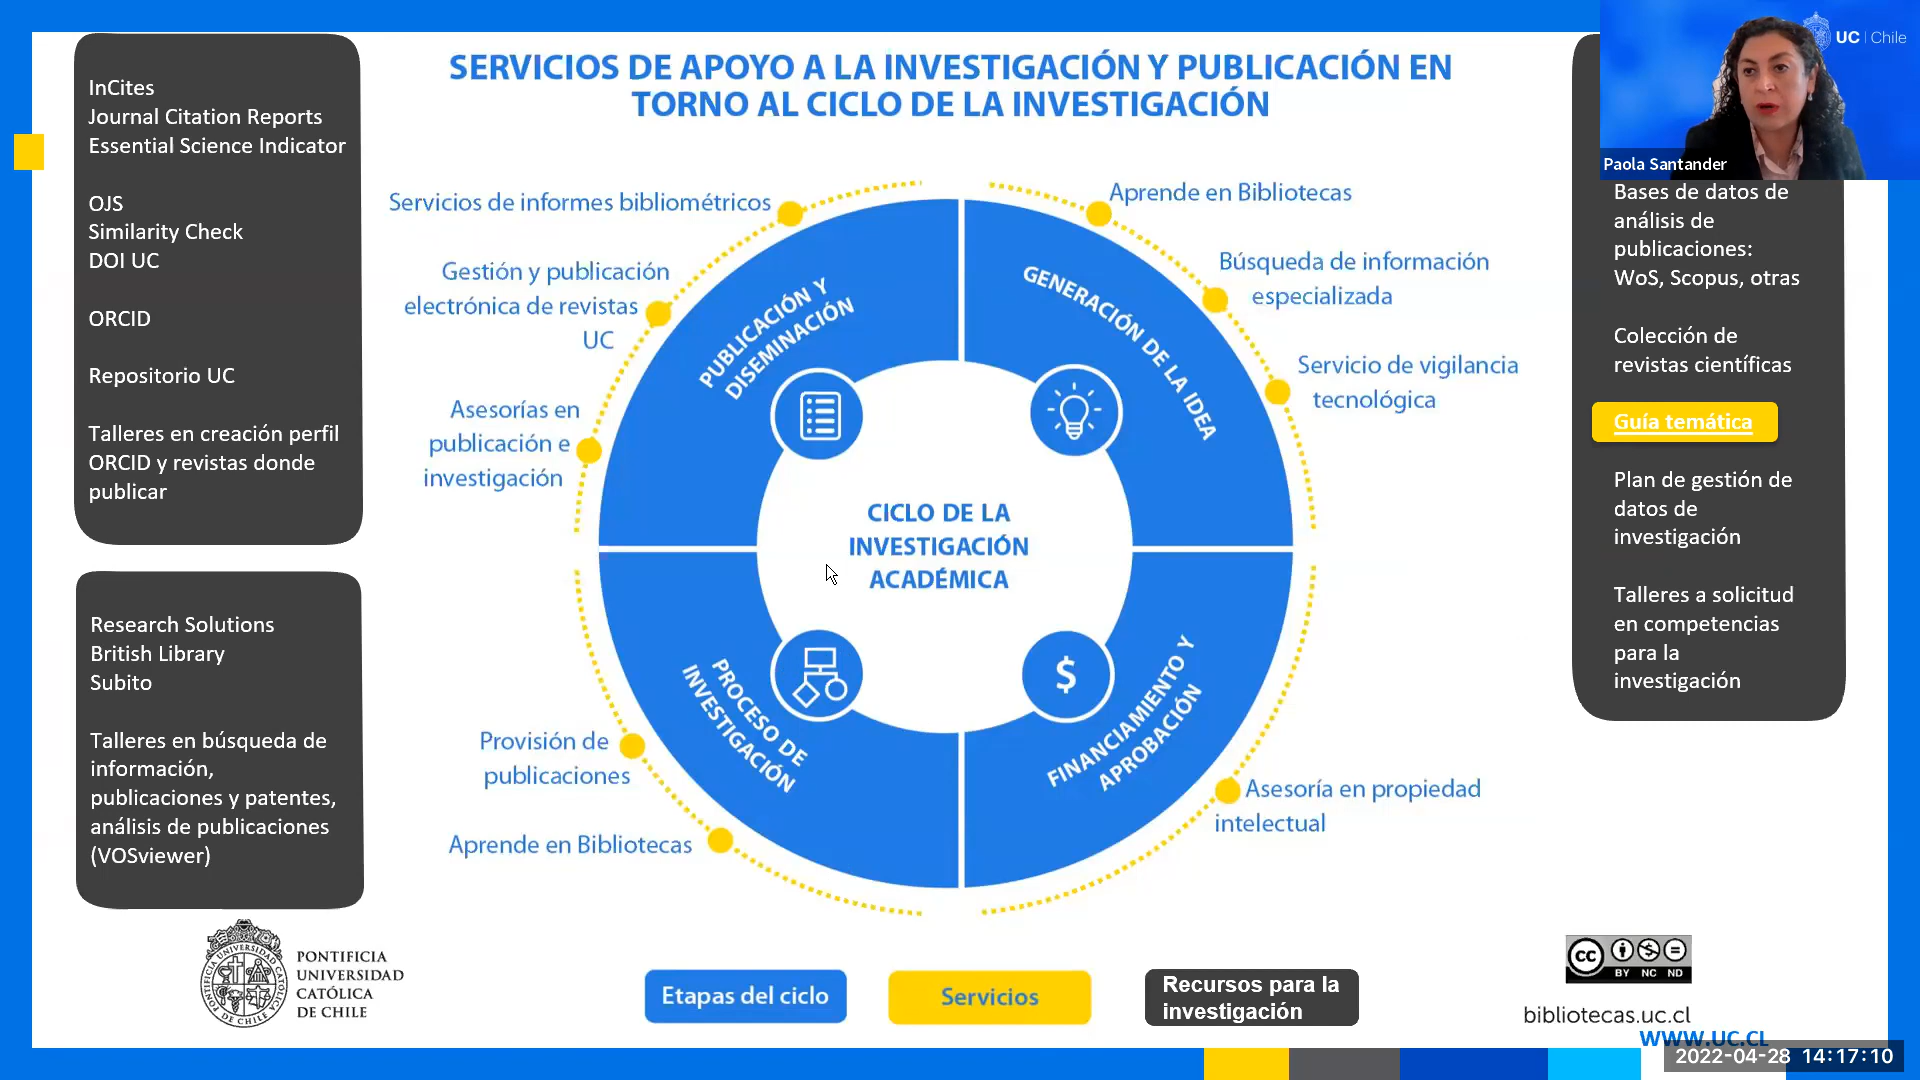 SERVICIOS DE APOYO A LA INVESTIGACIÓN Y PUBLICACIÓN EN
TORNO AL CICLO DE LA INVESTIGACIÓN
InCites
Journal Citation Reports
Essential Science Indicator
OJS
Similarity Check
DOI UC
ORCID
Repositorio UC
Talleres en creación perfil
ORCID y revistas donde
publicar
Research Solutions
British Library
Subito
Talleres en búsqueda de
información,
publicaciones y patentes,
análisis de publicaciones
(VOSviewer)
Servicios de informes bibliométricos
Gestión y publicación
electrónica de revistas
UC
Asesorías en
publicación e
investigación
Provisión de
publicaciones
Aprende en Bibliotecas
PUBLICACIÓN Y
DISEMINACIÓN
GENERACIÓN DE LA IDEA
CICLO DE LA
INVESTIGACIÓN
ACADÉMICA
PROCESO DE
INVESTIGACIÓN
$
FINANCIAMIENTO Y
APROBACIÓN
Aprende en Bibliotecas
Búsqueda de información
especializada
Servicio de vigilancia
tecnológica
Asesoría en propiedad
intelectual
UC | Chile
Paola Santander
Bases de datos de
análisis de
publicaciones:
WoS, Scopus, otras
Colección de
revistas científicas
Guía temática
Plan de gestión de
datos de
investigación
Talleres a solicitud
en competencias
para la
investigación
PONTIFICIA
UNIVERSIDAD
CATÓLICA
DE CHILE
Etapas del ciclo
Servicios
Recursos para la
investigación
cc
BY NC ND
bibliotecas.uc.cl
WWW.UC.CL
2022-04-28 14:17:10